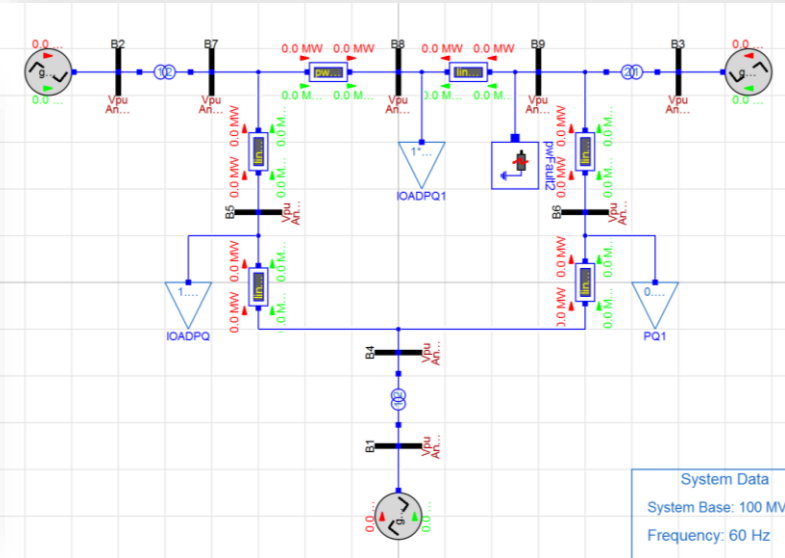 0.0 ...
B2
B7
0.0 MW 0.0 MW
B8
0.0 MW 0.0 MW
B9
B3
0.0 ...
g...
pw...
lin...
g...
0.0 ...
Vpu
An...
Vpu
An...
0.0 M... 0.0 M...
Vpu
An...
0.0 M... 0.0 M...
Vpu
An...
Vpu
An...
0.0 ...
0.0 MW
0.0 M...
lin...
0.0 MW
0.0 M...
1*...
lOADPQ1
pwFault2
0.0 MW
0.0 M...
lin...
0.0 MW
0.0 M...
B5
Vpu
An...
B6
Vpu
An...
0.0 MW
0.0 M...
lin...
0.0 MW
0.0 M...
1....
lOADPQ
0.0 MW
0.0 M...
lin...
0.0 MW
0.0 M...
0....
PQ1
B4
Vpu
An...
B1
Vpu
An...
0.0 ...
g...
0.0 ...
System Data
System Base: 100 MV
Frequency: 60 Hz